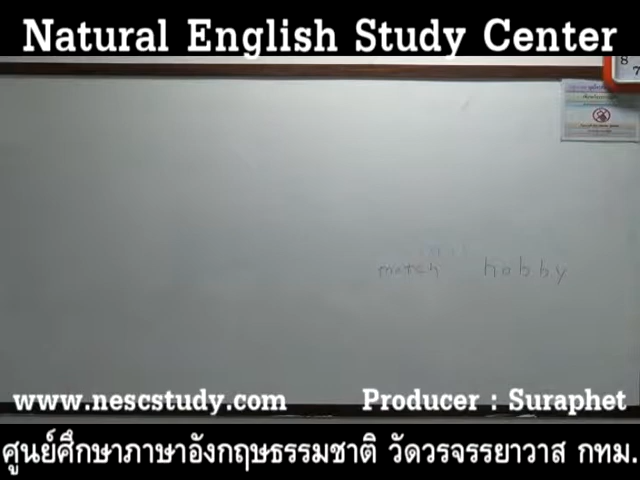 Natural English Study Center
8
7
match hobby
www.nescstudy.com Producer : Suraphet
ศูนย์ศึกษาภาษาอังกฤษธรรมชาติ วัดวรจรรยาวาส กทม.